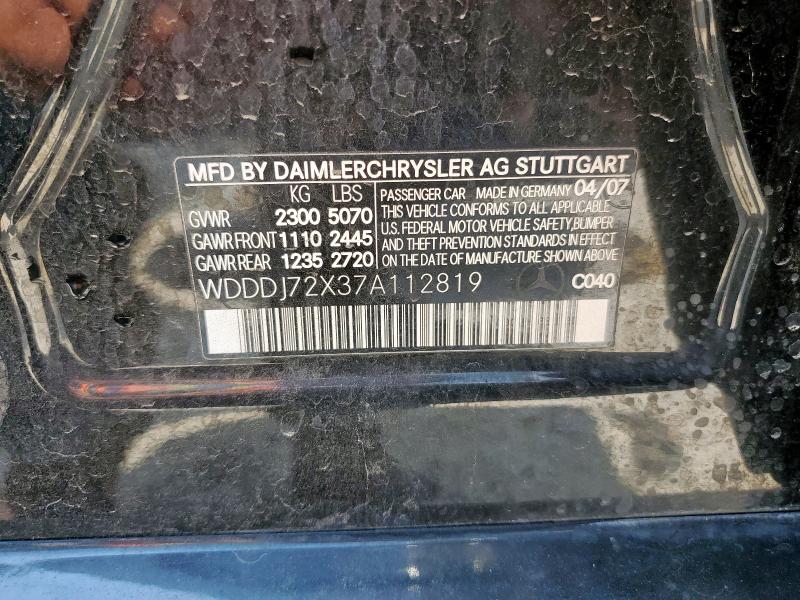 MFD BY DAIMLERCHRYSLER AG STUTTGART
KG LBS
GVWR 2300 5070
GAWR FRONT 1110 2445
GAWR REAR 1235 2720
PASSENGER CAR MADE IN GERMANY 04/07
THIS VEHICLE CONFORMS TO ALL APPLICABLE
U.S. FEDERAL MOTOR VEHICLE SAFETY, BUMPER
AND THEFT PREVENTION STANDARDS IN EFFECT
ON THE DATE OF MANUFACTURE SHOWN ABOVE.
WDDDJ72X37A112819 C040